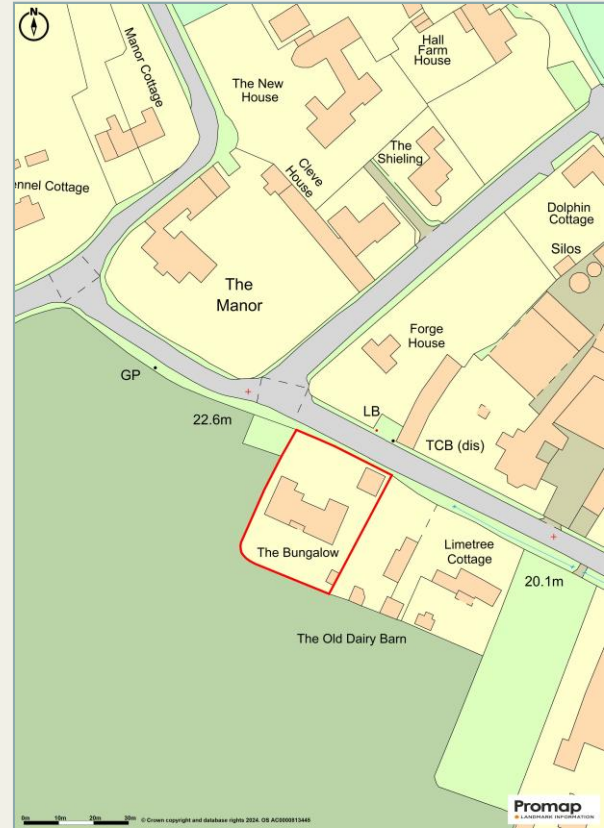 N
Manor Cottage
Hall
Farm
House
The New
House
The
Shieling
Cleve
House
ennel Cottage
Dolphin
Cottage
Silos
The
Manor
Forge
House
GP
LB
22.6m
TCB (dis)
The Bungalow
Limetree
Cottage
20.1m
The Old Dairy Barn
0m 10m 20m 30m
© Crown copyright and database rights 2024. OS AC0000813445
Promap
LANDMARK INFORMATION